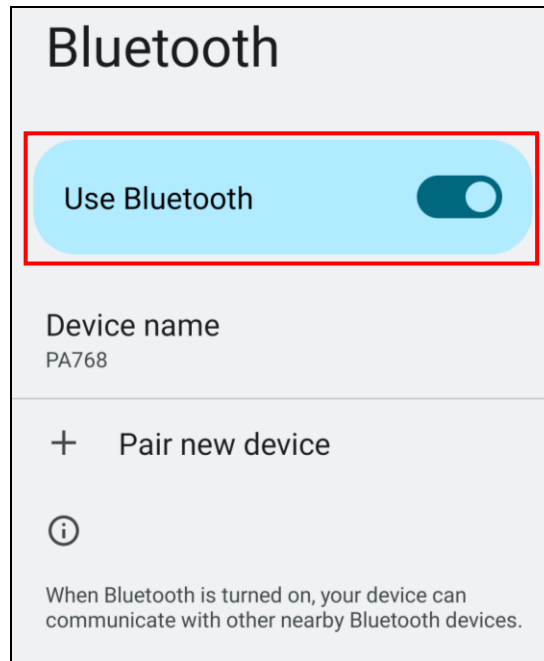 Bluetooth
Use Bluetooth
Device name
PA768
Pair new device
When Bluetooth is turned on, your device can
communicate with other nearby Bluetooth devices.